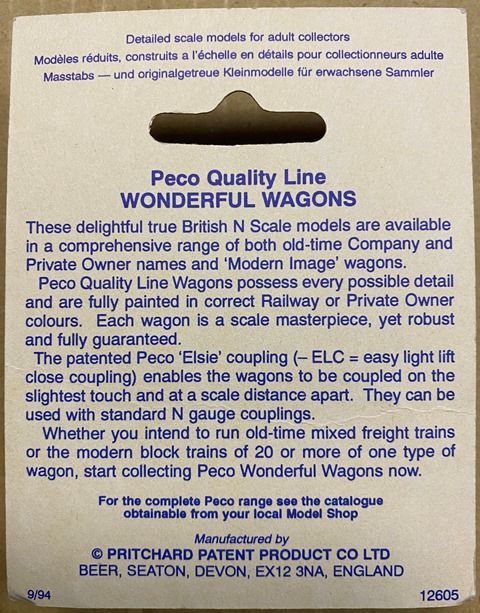 Detailed scale models for adult collectors
Modèles réduits, construits a l'échelle en détails pour collectionneurs adulte
Masstabs — und originalgetreue Kleinmodelle für erwachsene Sammler
Peco Quality Line
WONDERFUL WAGONS
These delightful true British N Scale models are available
in a comprehensive range of both old-time Company and
Private Owner names and 'Modern Image' wagons.
Peco Quality Line Wagons possess every possible detail
and are fully painted in correct Railway or Private Owner
colours. Each wagon is a scale masterpiece, yet robust
and fully guaranteed.
The patented Peco 'Elsie' coupling (– ELC = easy light lift
close coupling) enables the wagons to be coupled on the
slightest touch and at a scale distance apart. They can be
used with standard N gauge couplings.
Whether you intend to run old-time mixed freight trains
or the modern block trains of 20 or more of one type of
wagon, start collecting Peco Wonderful Wagons now.
For the complete Peco range see the catalogue
obtainable from your local Model Shop
Manufactured by
© PRITCHARD PATENT PRODUCT CO LTD
BEER, SEATON, DEVON, EX12 3NA, ENGLAND
9/94 12605